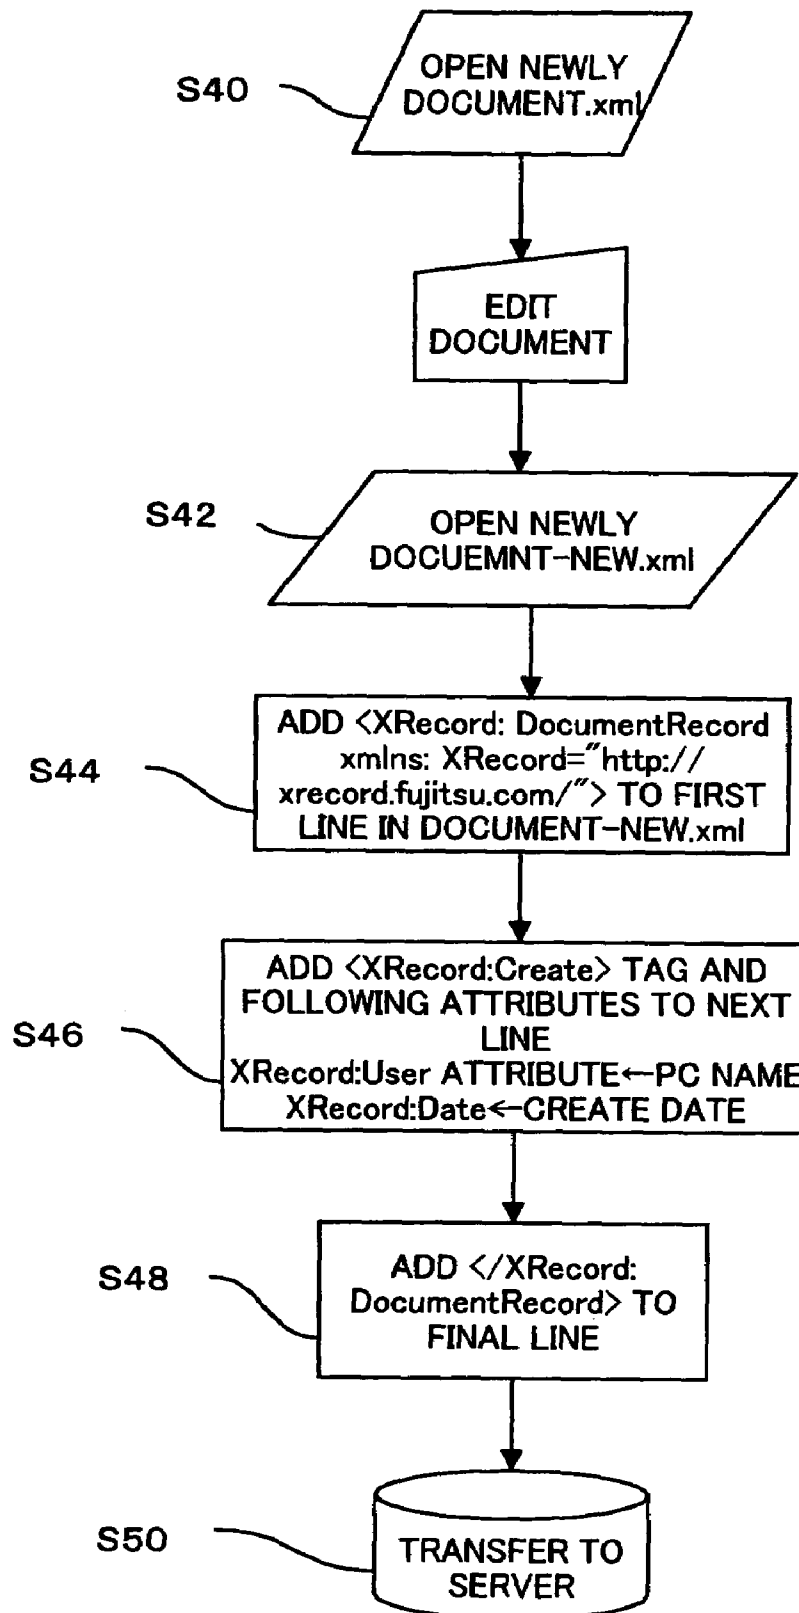 S40
OPEN NEWLY
DOCUMENT.xml
EDIT
DOCUMENT
S42
OPEN NEWLY
DOCUEMNT-NEW.xml
S44
ADD <XRecord: DocumentRecord
xmlns: XRecord="http://
xrecord.fujitsu.com/"> TO FIRST
LINE IN DOCUMENT-NEW.xml
S46
ADD <XRecord:Create> TAG AND
FOLLOWING ATTRIBUTES TO NEXT
LINE
XRecord:User ATTRIBUTE←PC NAME
XRecord:Date←CREATE DATE
S48
ADD </XRecord:
DocumentRecord> TO
FINAL LINE
S50
TRANSFER TO
SERVER